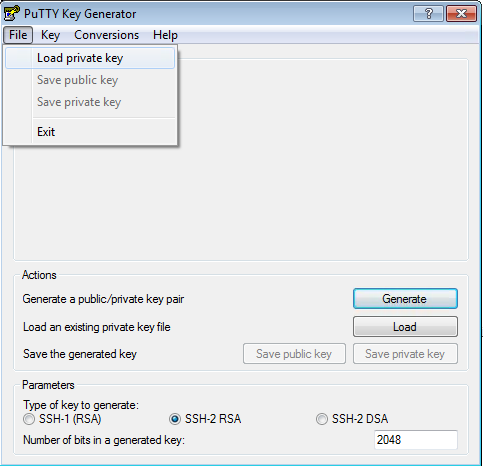 PuTTY Key Generator
File Key Conversions Help
Load private key
Save public key
Save private key
Exit
Actions
Generate a public/private key pair
Generate
Load an existing private key file
Load
Save the generated key
Save public key
Save private key
Parameters
Type of key to generate:
SSH-1 (RSA) SSH-2 RSA SSH-2 DSA
Number of bits in a generated key:
2048